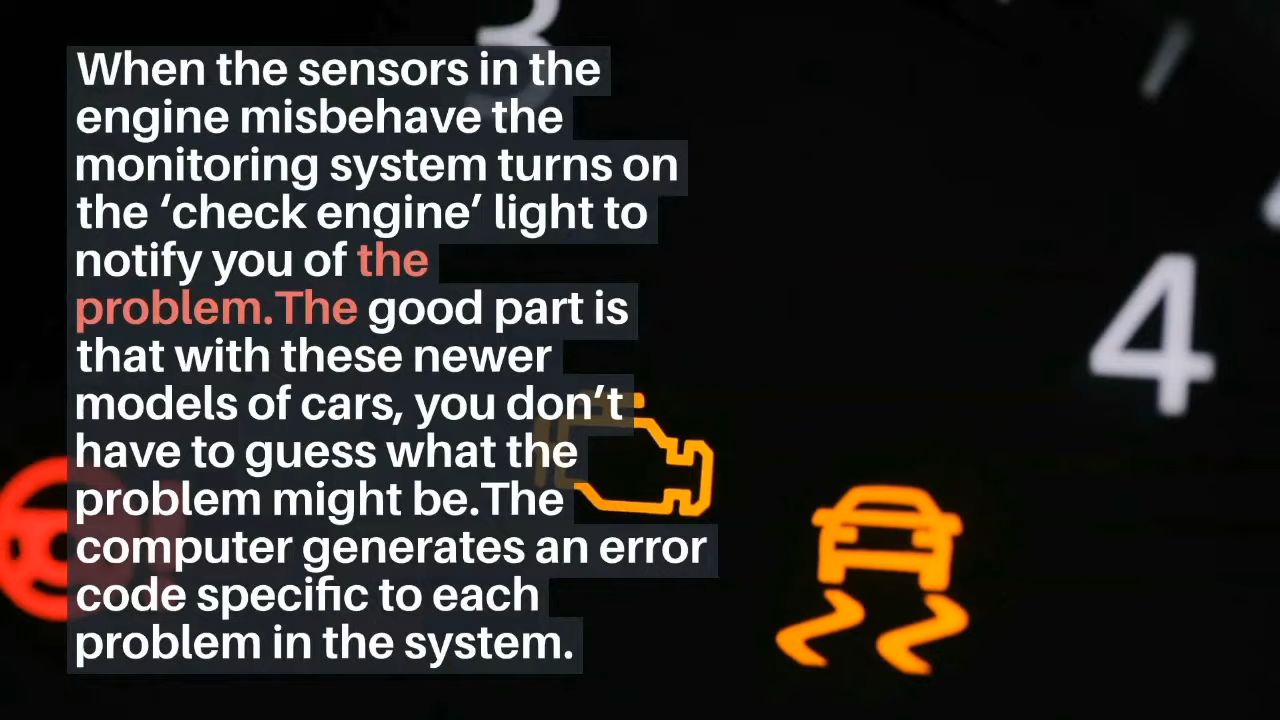 3
When the sensors in the
engine misbehave the
monitoring system turns on
the ‘check engine’ light to
notify you of the
problem.The good part is
that with these newer
models of cars, you don’t
have to guess what the
problem might be.The
computer generates an error
code specific to each
problem in the system.
4